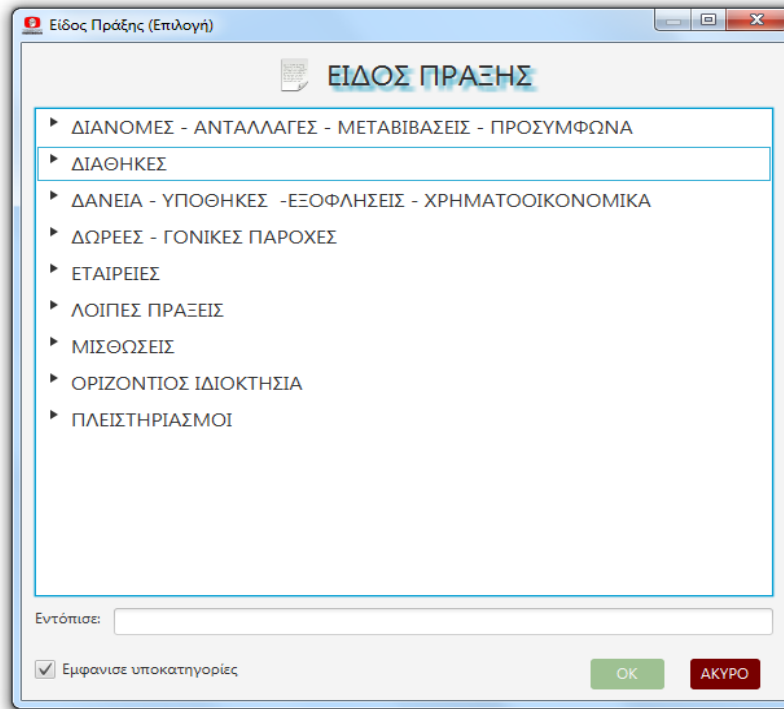 Είδος Πράξης (Επιλογή)
ΕΙΔΟΣ ΠΡΑΞΗΣ
ΔΙΑΝΟΜΕΣ - ΑΝΤΑΛΛΑΓΕΣ - ΜΕΤΑΒΙΒΑΣΕΙΣ - ΠΡΟΣΥΜΦΩΝΑ
ΔΙΑΘΗΚΕΣ
ΔΑΝΕΙΑ - ΥΠΟΘΗΚΕΣ -ΕΞΟΦΛΗΣΕΙΣ - ΧΡΗΜΑΤΟΟΙΚΟΝΟΜΙΚΑ
ΔΩΡΕΕΣ - ΓΟΝΙΚΕΣ ΠΑΡΟΧΕΣ
ΕΤΑΙΡΕΙΕΣ
ΛΟΙΠΕΣ ΠΡΑΞΕΙΣ
ΜΙΣΘΩΣΕΙΣ
ΟΡΙΖΟΝΤΙΟΣ ΙΔΙΟΚΤΗΣΙΑ
ΠΛΕΙΣΤΗΡΙΑΣΜΟΙ
Εντόπισε:
Εμφανισε υποκατηγορίες
ΟΚ
ΑΚΥΡΟ